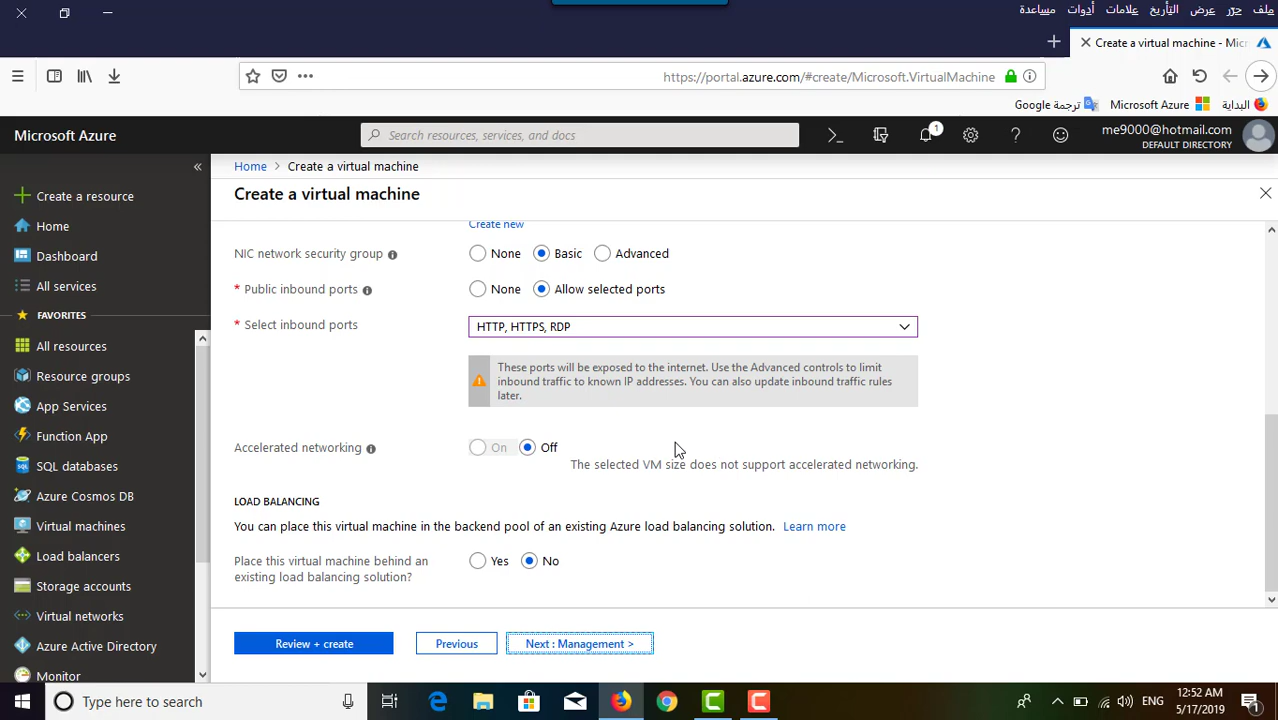 ملف
حرّر
عرض
التأريخ
علامات
أدوات
مساعدة
Create a virtual machine - Micr
https://portal.azure.com/#create/Microsoft.VirtualMachine
البداية
Microsoft Azure
ترجمة Google
Microsoft Azure
Search resources, services, and docs
1
me9000@hotmail.com
DEFAULT DIRECTORY
Create a resource
Home
Dashboard
All services
FAVORITES
All resources
Resource groups
App Services
Function App
SQL databases
Azure Cosmos DB
Virtual machines
Load balancers
Storage accounts
Virtual networks
Azure Active Directory
Monitor
Home > Create a virtual machine
Create a virtual machine
Create new
NIC network security group None Basic Advanced
* Public inbound ports None Allow selected ports
* Select inbound ports HTTP, HTTPS, RDP
These ports will be exposed to the internet. Use the Advanced controls to limit
inbound traffic to known IP addresses. You can also update inbound traffic rules
later.
Accelerated networking On Off
The selected VM size does not support accelerated networking.
LOAD BALANCING
You can place this virtual machine in the backend pool of an existing Azure load balancing solution. Learn more
Place this virtual machine behind an
existing load balancing solution?
Yes No
Review + create
Previous
Next : Management >
Type here to search
ENG
12:52 AM
5/17/2019
1